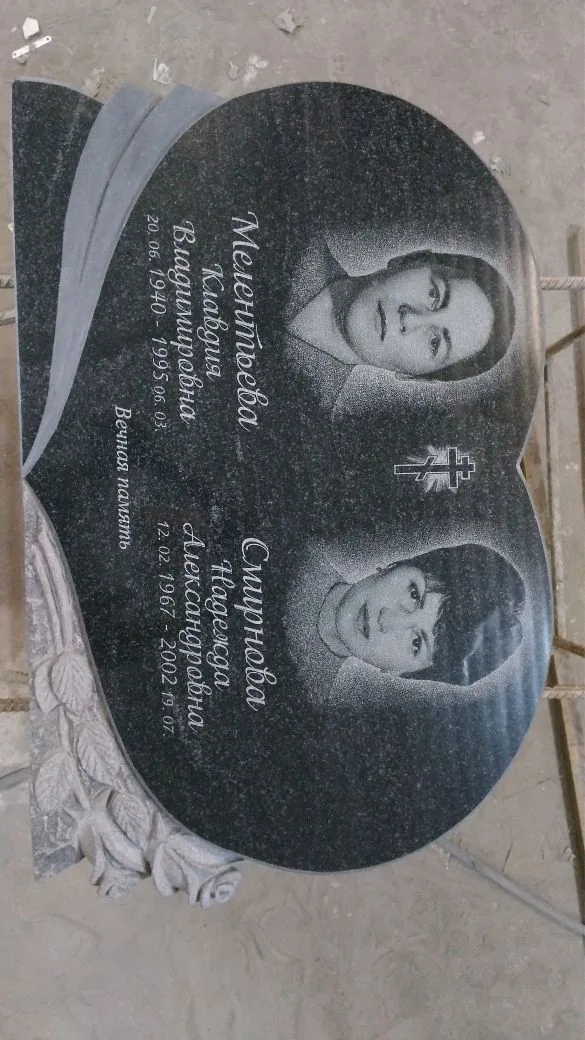 Мелентьева
Клавдия
Владимировна
20. 06. 1940 - 1995 06. 03.
Смирнова
Надежда
Александровна
12. 02. 1967 - 2002 19. 07.
Вечная память